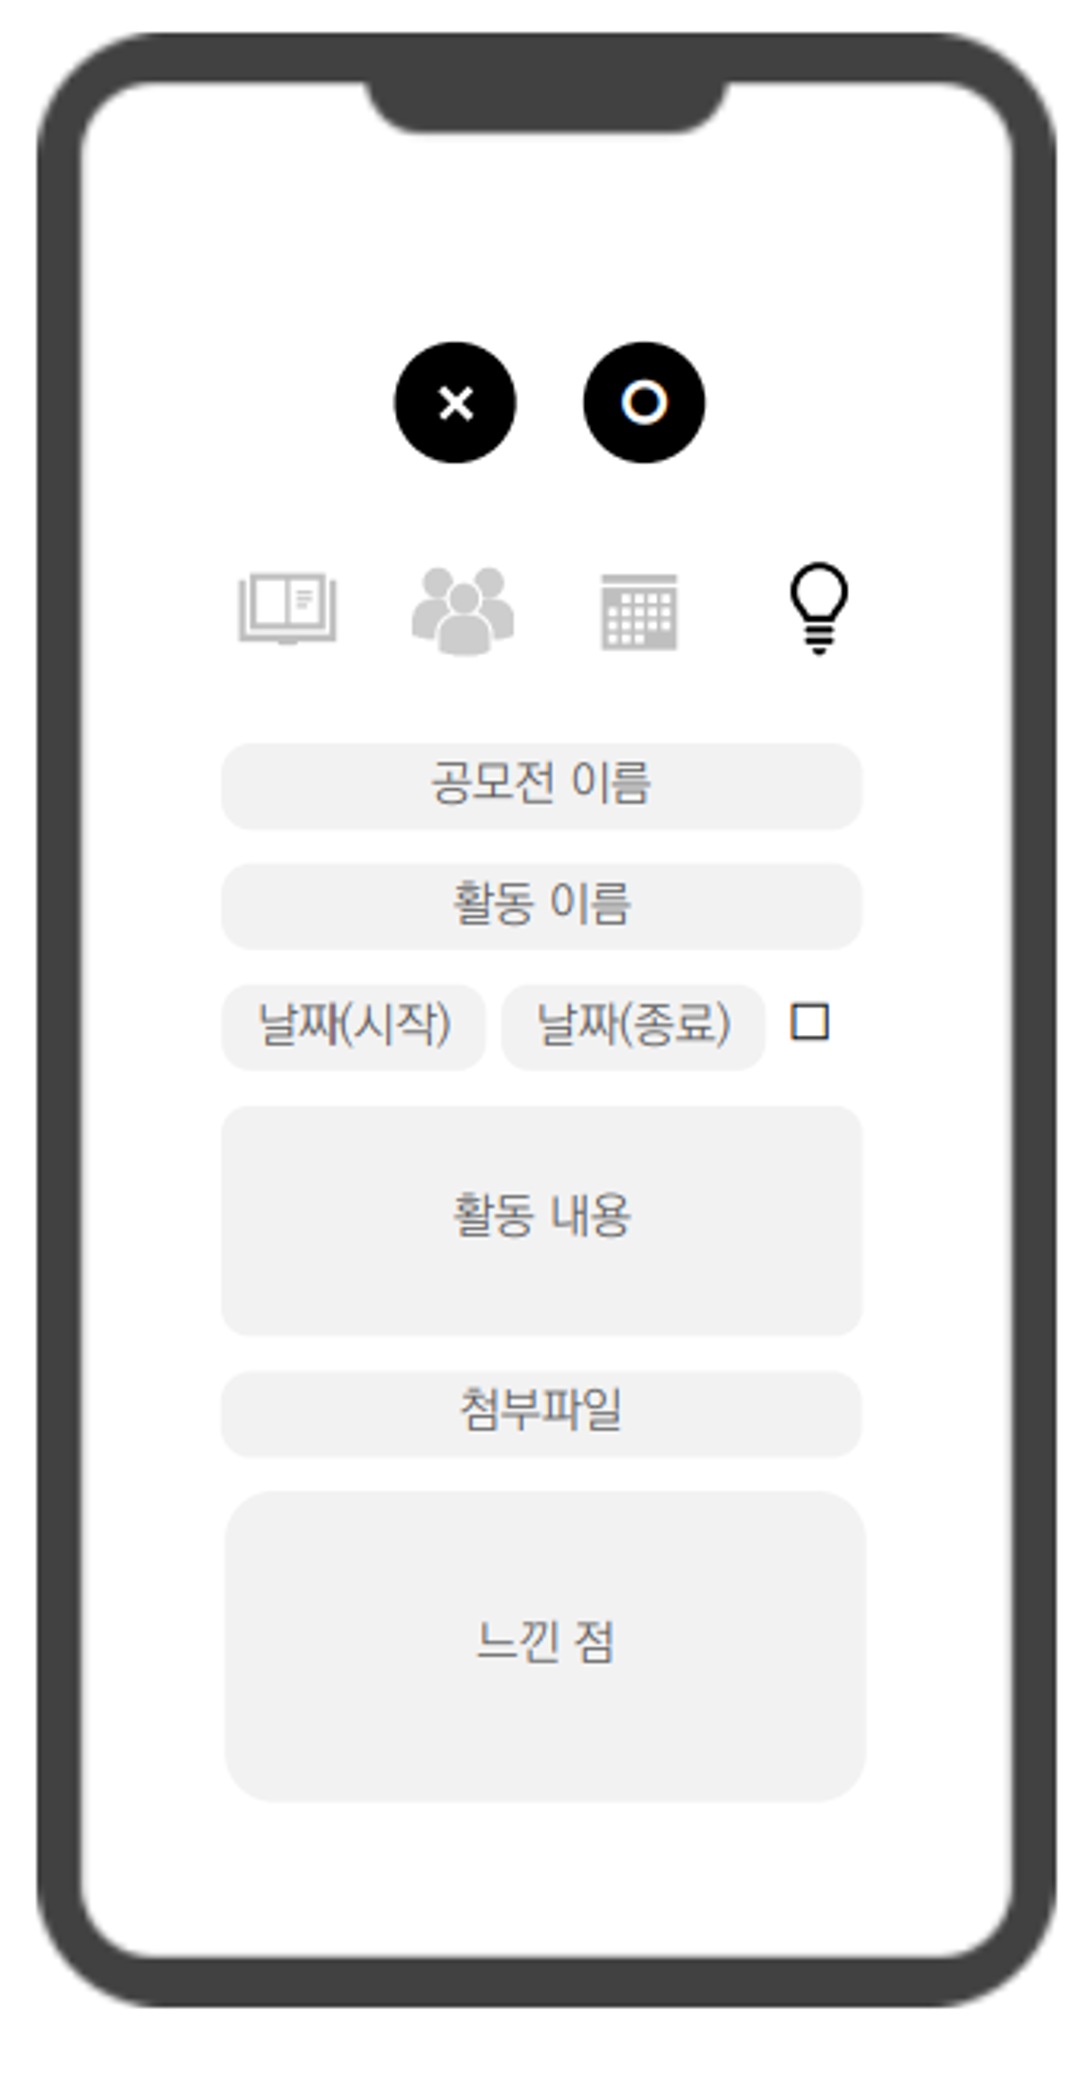 × O
공모전 이름
활동 이름
날짜(시작) 날짜(종료) □
활동 내용
첨부파일
느낀 점